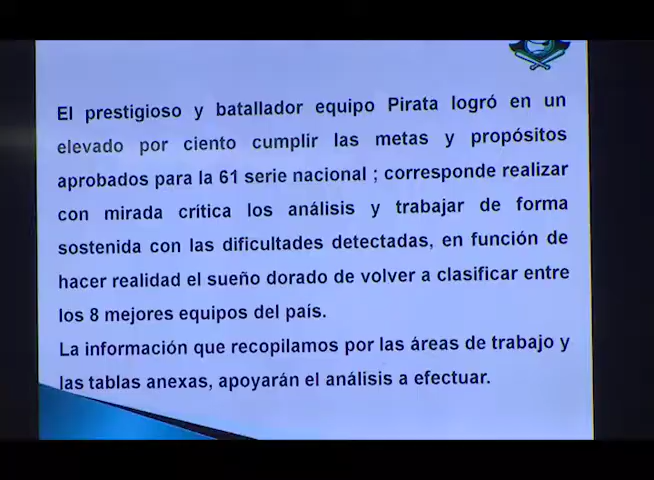 El prestigioso y batallador equipo Pirata logró en un
elevado por ciento cumplir las metas y propósitos
aprobados para la 61 serie nacional ; corresponde realizar
con mirada crítica los análisis y trabajar de forma
sostenida con las dificultades detectadas, en función de
hacer realidad el sueño dorado de volver a clasificar entre
los 8 mejores equipos del país.
La información que recopilamos por las áreas de trabajo y
las tablas anexas, apoyarán el análisis a efectuar.